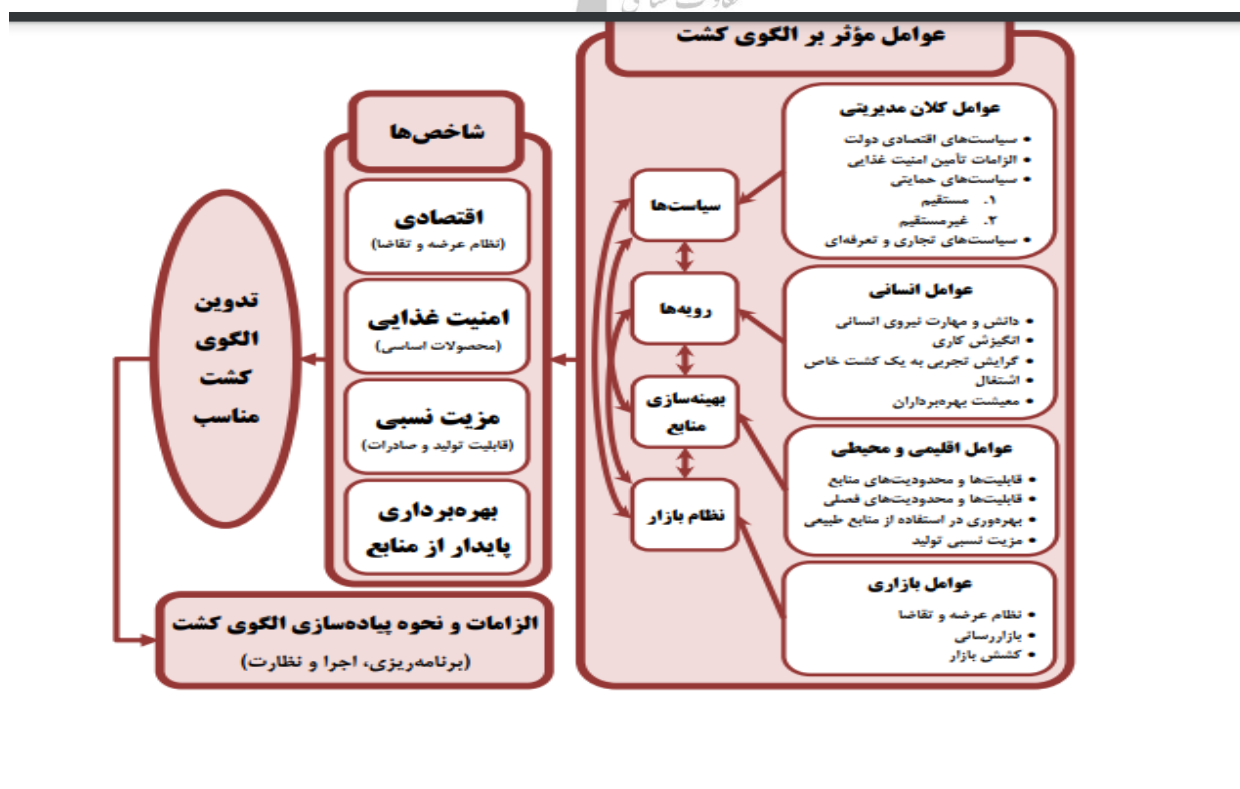 عوامل مؤثر بر الگوی کشت
عوامل کلان مدیریتی
• سیاست‌های اقتصادی دولت
• الزامات تأمین امنیت غذایی
• سیاست‌های حمایتی
۱. مستقیم
۲. غیرمستقیم
• سیاست‌های تجاری و تعرفه‌ای
عوامل انسانی
• دانش و مهارت نیروی انسانی
• انگیزش کاری
• گرایش تجربی به یک کشت خاص
• اشتغال
• معیشت بهره‌برداران
عوامل اقلیمی و محیطی
• قابلیت‌ها و محدودیت‌های منابع
• قابلیت‌ها و محدودیت‌های فصلی
• بهره‌وری در استفاده از منابع طبیعی
• مزیت نسبی تولید
عوامل بازاری
• نظام عرضه و تقاضا
• بازاررسانی
• کشش بازار
سیاست‌ها
رویه‌ها
بهینه‌سازی
منابع
نظام بازار
شاخص‌ها
اقتصادی
(نظام عرضه و تقاضا)
امنیت غذایی
(محصولات اساسی)
مزیت نسبی
(قابلیت تولید و صادرات)
بهره‌برداری
پایدار از منابع
تدوین
الگوی
کشت
مناسب
الزامات و نحوه پیاده‌سازی الگوی کشت
(برنامه‌ریزی، اجرا و نظارت)